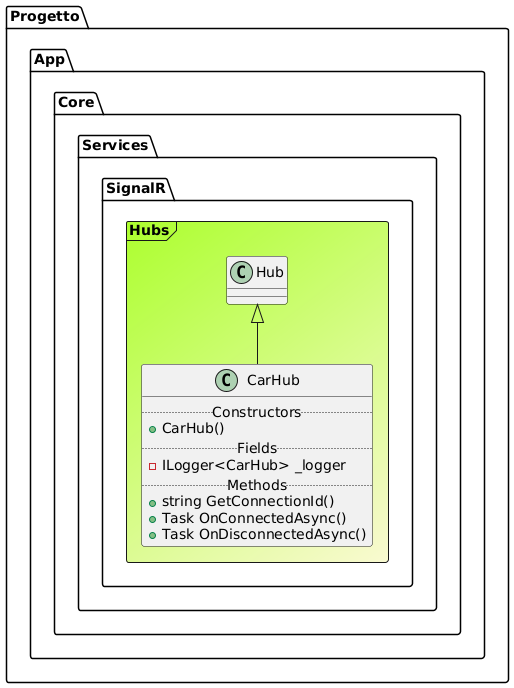 Progetto
App
Core
Services
SignalR
Hubs
C Hub
C CarHub
Constructors
CarHub()
Fields
ILogger<CarHub> _logger
Methods
string GetConnectionId()
Task OnConnectedAsync()
Task OnDisconnectedAsync()